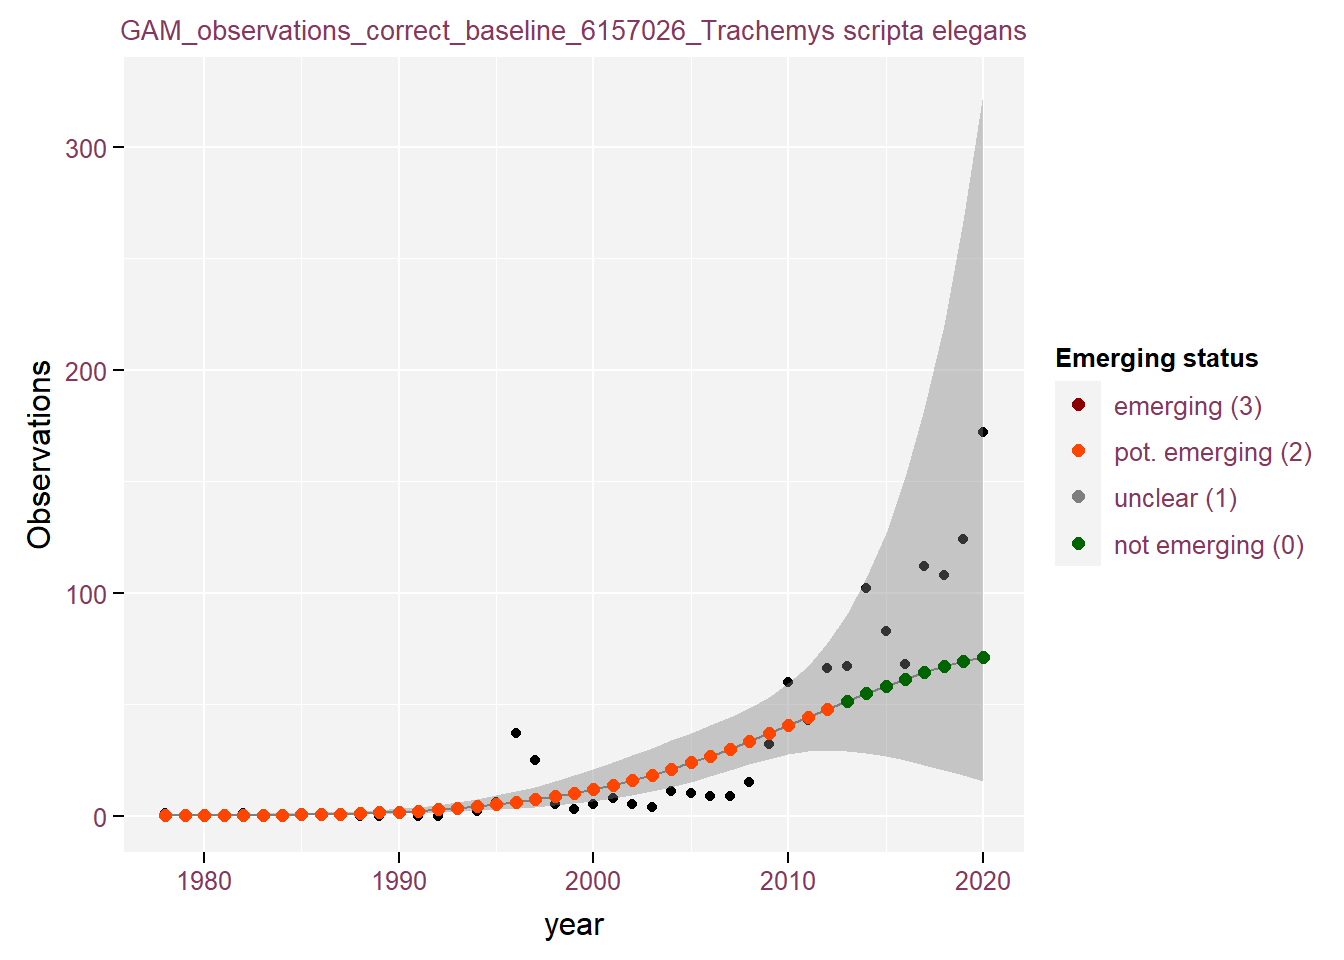 GAM_observations_correct_baseline_6157026_Trachemys scripta elegans
300
200
100
0
Observations
1980
1990
2000
2010
2020
year
Emerging status
emerging (3)
pot. emerging (2)
unclear (1)
not emerging (0)